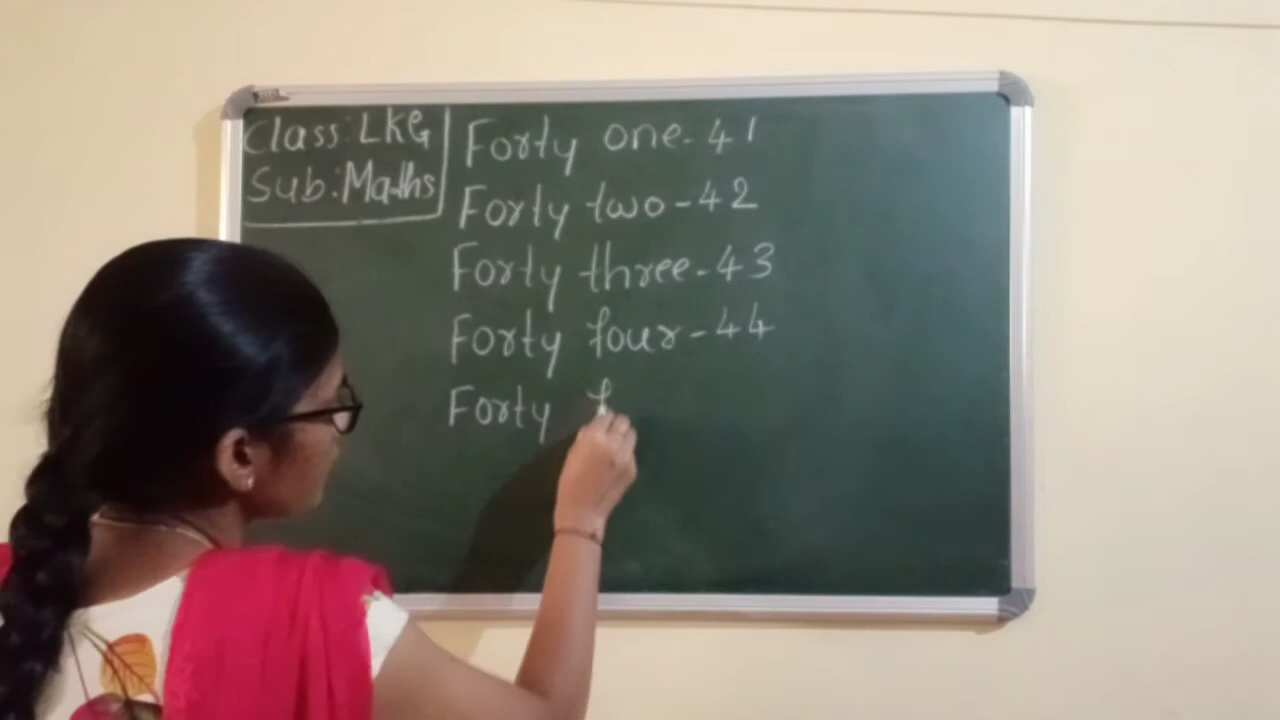 Class: LKG
Sub: Maths
Forty one-41
Forty two-42
Forty three-43
Forty four-44
Forty f